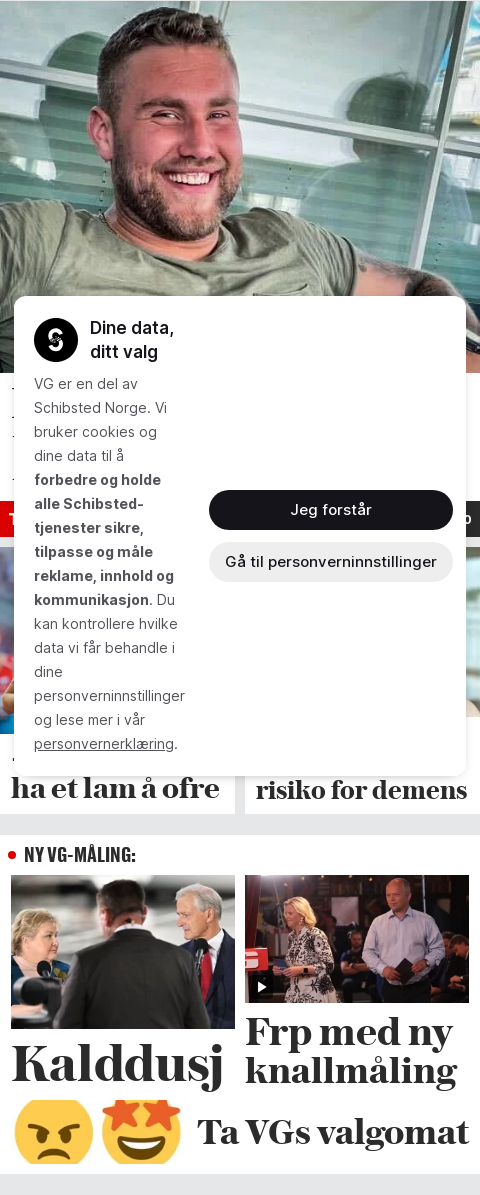 Dine data,
ditt valg
VG er en del av
Schibsted Norge. Vi
bruker cookies og
dine data til å
forbedre og holde
alle Schibsted-
tjenester sikre,
tilpasse og måle
reklame, innhold og
kommunikasjon. Du
kan kontrollere hvilke
data vi får behandle i
dine
personverninnstillinger
og lese mer i vår
personvernerklæring.
Jeg forstår
Gå til personverninnstillinger
ha et lam å ofre
risiko for demens
NY VG-MÅLING:
Kalddusj
Frp med ny
knallmåling
Ta VGs valgomat